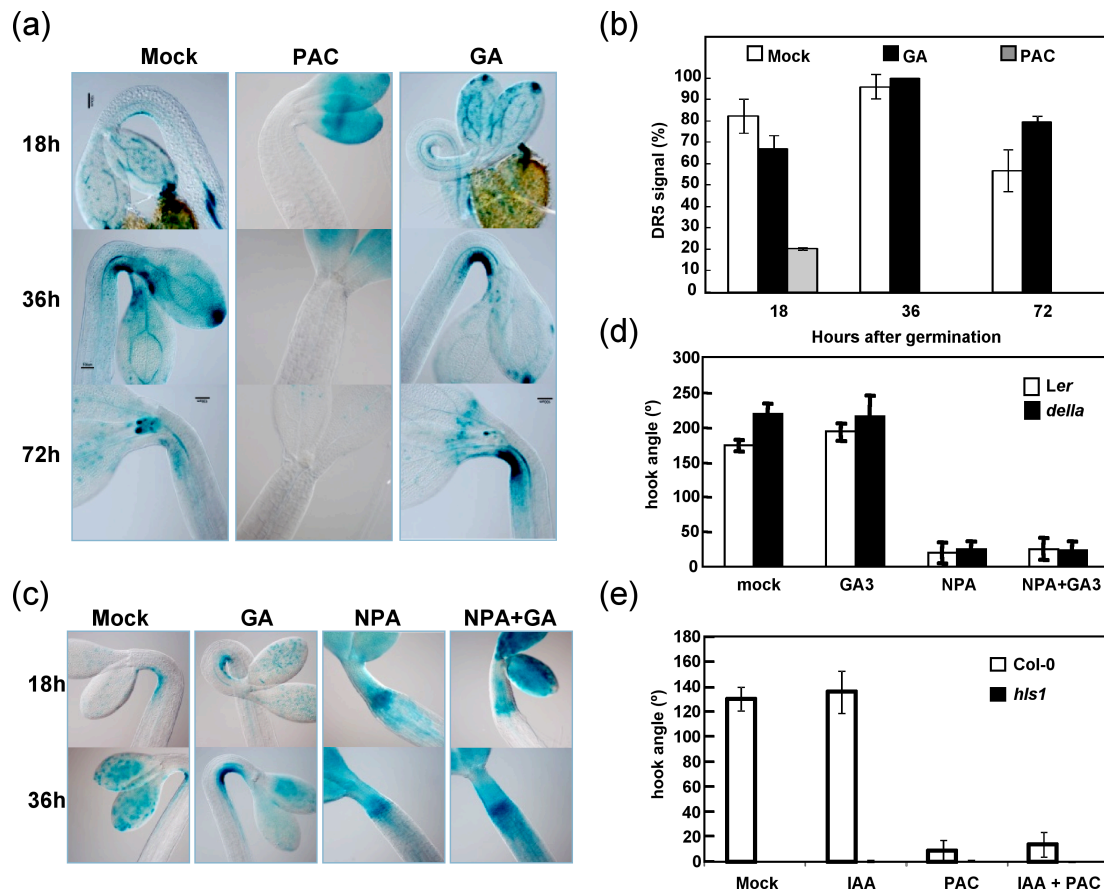 (a)
Mock PAC GA
18h
36h
72h
(b)
Mock GA PAC
DR5 signal (%)
100
90
80
70
60
50
40
30
20
10
0
18 36 72
Hours after germination
(c)
Mock GA NPA NPA+GA
18h
36h
(d)
Ler
della
hook angle (º)
300
250
200
150
100
50
0
mock GA3 NPA NPA+GA3
(e)
Col-0
hls1
hook angle (º)
180
160
140
120
100
80
60
40
20
0
Mock IAA PAC IAA + PAC